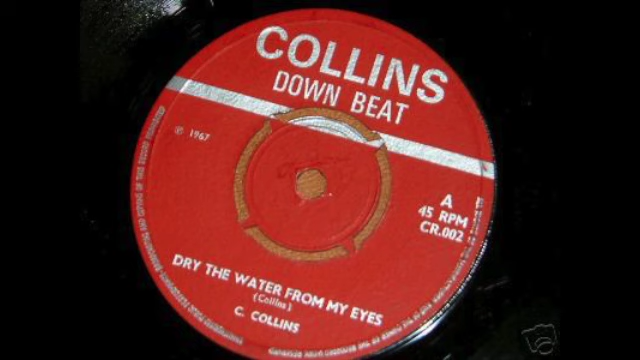 COLLINS
DOWN BEAT
℗ 1967
A
45 RPM
CR.002
DRY THE WATER FROM MY EYES
(Collins)
C. COLLINS